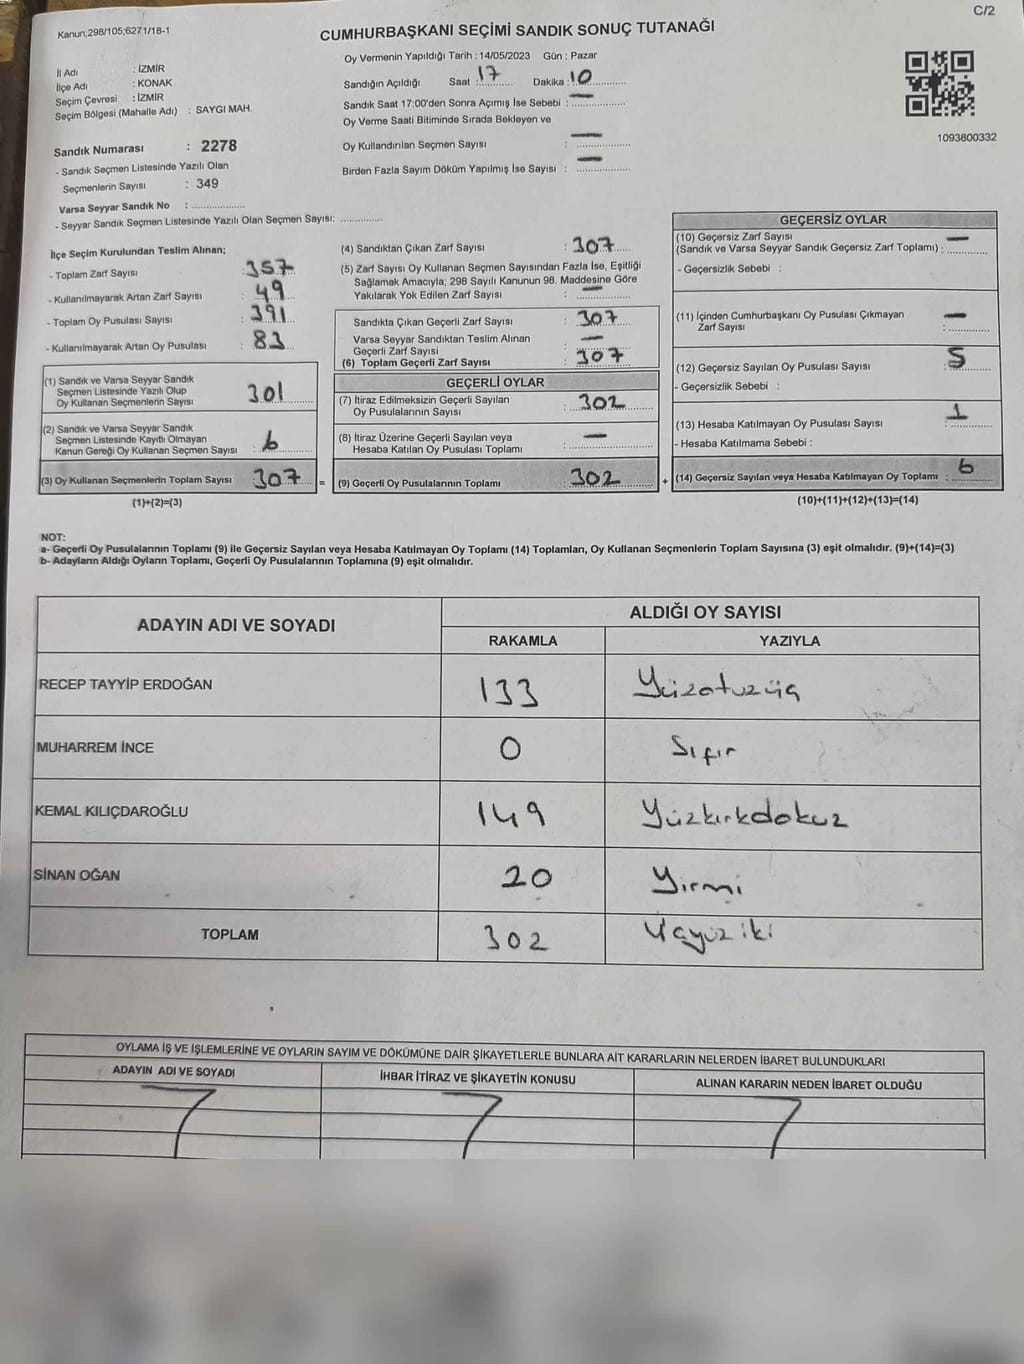 C/2
Kanun;298/105;6271/18-1
CUMHURBAŞKANI SEÇİMİ SANDIK SONUÇ TUTANAĞI
İl Adı : İZMİR
İlçe Adı : KONAK
Seçim Çevresi : İZMİR
Seçim Bölgesi (Mahalle Adı) : SAYGI MAH.
Oy Vermenin Yapıldığı Tarih : 14/05/2023 Gün : Pazar
Sandığın Açıldığı Saat : 17 Dakika : 10
Sandık Saat 17:00'den Sonra Açımış İse Sebebi : —
Oy Verme Saati Bitiminde Sırada Bekleyen ve
Oy Kullandırılan Seçmen Sayısı : —
Birden Fazla Sayım Döküm Yapılmış İse Sayısı : —
1093800332
Sandık Numarası : 2278
- Sandık Seçmen Listesinde Yazılı Olan
Seçmenlerin Sayısı : 349
Varsa Seyyar Sandık No : ..................
- Seyyar Sandık Seçmen Listesinde Yazılı Olan Seçmen Sayısı: ..............
İlçe Seçim Kurulundan Teslim Alınan;
- Toplam Zarf Sayısı : 357
- Kullanılmayarak Artan Zarf Sayısı : 49
- Toplam Oy Pusulası Sayısı : 391
- Kullanılmayarak Artan Oy Pusulası : 83
(1) Sandık ve Varsa Seyyar Sandık
Seçmen Listesinde Yazılı Olup
Oy Kullanan Seçmenlerin Sayısı 301
(2) Sandık ve Varsa Seyyar Sandık
Seçmen Listesinde Kayıtlı Olmayan
Kanun Gereği Oy Kullanan Seçmen Sayısı : 6
(3) Oy Kullanan Seçmenlerin Toplam Sayısı : 307 =
(1)+(2)=(3)
(4) Sandıktan Çıkan Zarf Sayısı : 307
(5) Zarf Sayısı Oy Kullanan Seçmen Sayısından Fazla İse, Eşitliği
Sağlamak Amacıyla; 298 Sayılı Kanunun 98. Maddesine Göre
Yakılarak Yok Edilen Zarf Sayısı : —
Sandıkta Çıkan Geçerli Zarf Sayısı : 307
Varsa Seyyar Sandıktan Teslim Alınan
Geçerli Zarf Sayısı : —
(6) Toplam Geçerli Zarf Sayısı : 307
GEÇERLİ OYLAR
(7) İtiraz Edilmeksizin Geçerli Sayılan
Oy Pusulalarının Sayısı : 302
(8) İtiraz Üzerine Geçerli Sayılan veya
Hesaba Katılan Oy Pusulası Toplamı : —
(9) Geçerli Oy Pusulalarının Toplamı : 302 +
GEÇERSİZ OYLAR
(10) Geçersiz Zarf Sayısı
(Sandık ve Varsa Seyyar Sandık Geçersiz Zarf Toplamı) : —
- Geçersizlik Sebebi :
(11) İçinden Cumhurbaşkanı Oy Pusulası Çıkmayan
Zarf Sayısı : —
(12) Geçersiz Sayılan Oy Pusulası Sayısı : 5
- Geçersizlik Sebebi :
(13) Hesaba Katılmayan Oy Pusulası Sayısı : 1
- Hesaba Katılmama Sebebi :
(14) Geçersiz Sayılan veya Hesaba Katılmayan Oy Toplamı : 6
(10)+(11)+(12)+(13)=(14)
NOT:
a- Geçerli Oy Pusulalarının Toplamı (9) ile Geçersiz Sayılan veya Hesaba Katılmayan Oy Toplamı (14) Toplamları, Oy Kullanan Seçmenlerin Toplam Sayısına (3) eşit olmalıdır. (9)+(14)=(3)
b- Adayların Aldığı Oyların Toplamı, Geçerli Oy Pusulalarının Toplamına (9) eşit olmalıdır.
ADAYIN ADI VE SOYADI
ALDIĞI OY SAYISI
RAKAMLA YAZIYLA
RECEP TAYYİP ERDOĞAN 133 Yüzotuzüç
MUHARREM İNCE 0 Sıfır
KEMAL KILIÇDAROĞLU 149 Yüzkırkdokuz
SİNAN OĞAN 20 Yirmi
TOPLAM 302 Üçyüziki
OYLAMA İŞ VE İŞLEMLERİNE VE OYLARIN SAYIM VE DÖKÜMÜNE DAİR ŞİKAYETLERLE BUNLARA AİT KARARLARIN NELERDEN İBARET BULUNDUKLARI
ADAYIN ADI VE SOYADI İHBAR İTİRAZ VE ŞİKAYETİN KONUSU ALINAN KARARIN NEDEN İBARET OLDUĞU